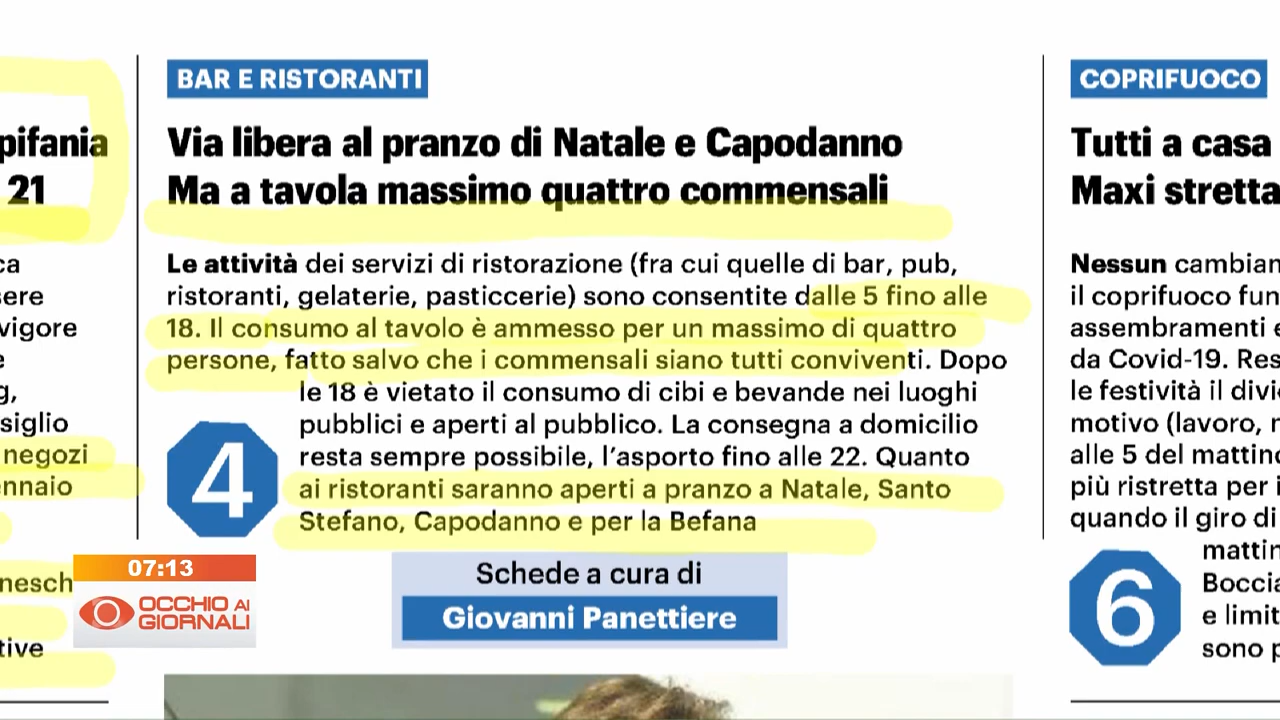 pifania
21
ca
sere
vigore
e
g,
siglio
negozi
ennaio
nesch
tive
BAR E RISTORANTI
Via libera al pranzo di Natale e Capodanno
Ma a tavola massimo quattro commensali
Le attività dei servizi di ristorazione (fra cui quelle di bar, pub,
ristoranti, gelaterie, pasticcerie) sono consentite dalle 5 fino alle
18. Il consumo al tavolo è ammesso per un massimo di quattro
persone, fatto salvo che i commensali siano tutti conviventi. Dopo
le 18 è vietato il consumo di cibi e bevande nei luoghi
pubblici e aperti al pubblico. La consegna a domicilio
resta sempre possibile, l'asporto fino alle 22. Quanto
ai ristoranti saranno aperti a pranzo a Natale, Santo
Stefano, Capodanno e per la Befana
4
Schede a cura di
Giovanni Panettiere
COPRIFUOCO
Tutti a casa
Maxi stretta
Nessun cambian
il coprifuoco fun
assembramenti e
da Covid-19. Res
le festività il divie
motivo (lavoro, n
alle 5 del mattino
più ristretta per i
quando il giro di
mattin
Boccia
e limit
sono p
6
07:13
OCCHIO AI
GIORNALI